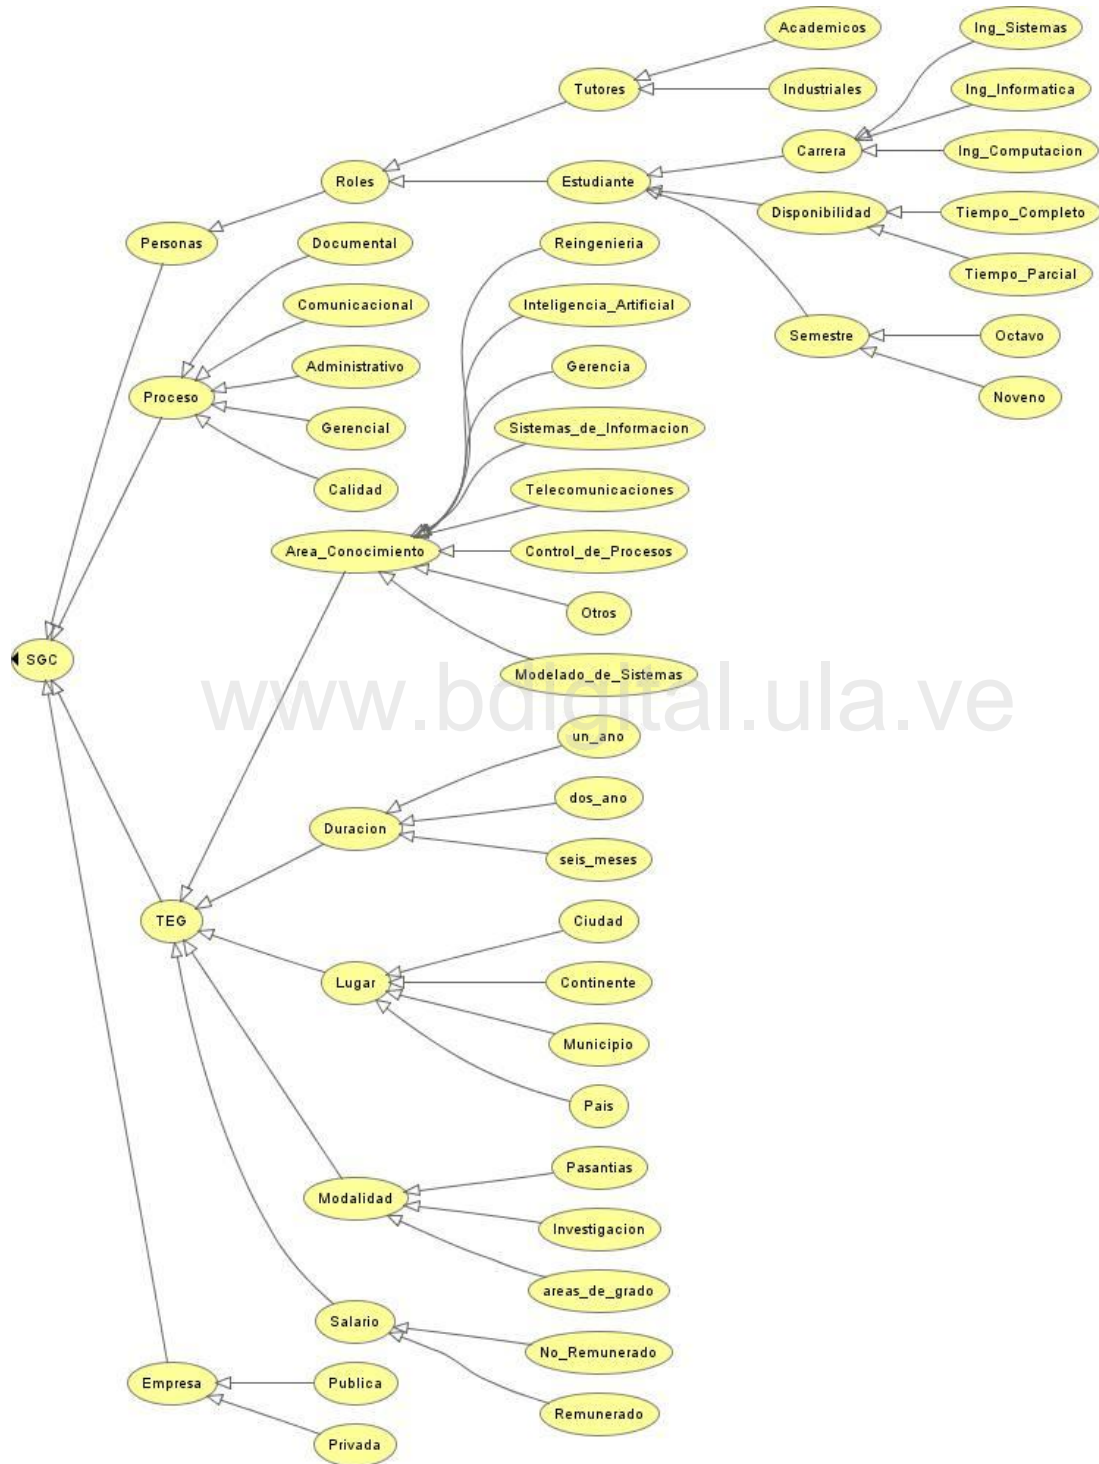 Academicos
Ing_Sistemas
Tutores
Industriales
Ing_Informatica
Carrera
Ing_Computacion
Roles
Estudiante
Disponibilidad
Tiempo_Completo
Personas
Documental
Reingenieria
Tiempo_Parcial
Comunicacional
Inteligencia_Artificial
Semestre
Octavo
Administrativo
Gerencia
Proceso
Noveno
Gerencial
Sistemas_de_Informacion
Calidad
Telecomunicaciones
Area_Conocimiento
Control_de_Procesos
Otros
SGC
Modelado_de_Sistemas
www.bdigital.ula.ve
un_ano
dos_ano
Duracion
seis_meses
TEG
Ciudad
Lugar
Continente
Municipio
Pais
Pasantias
Modalidad
Investigacion
areas_de_grado
Salario
No_Remunerado
Empresa
Publica
Remunerado
Privada